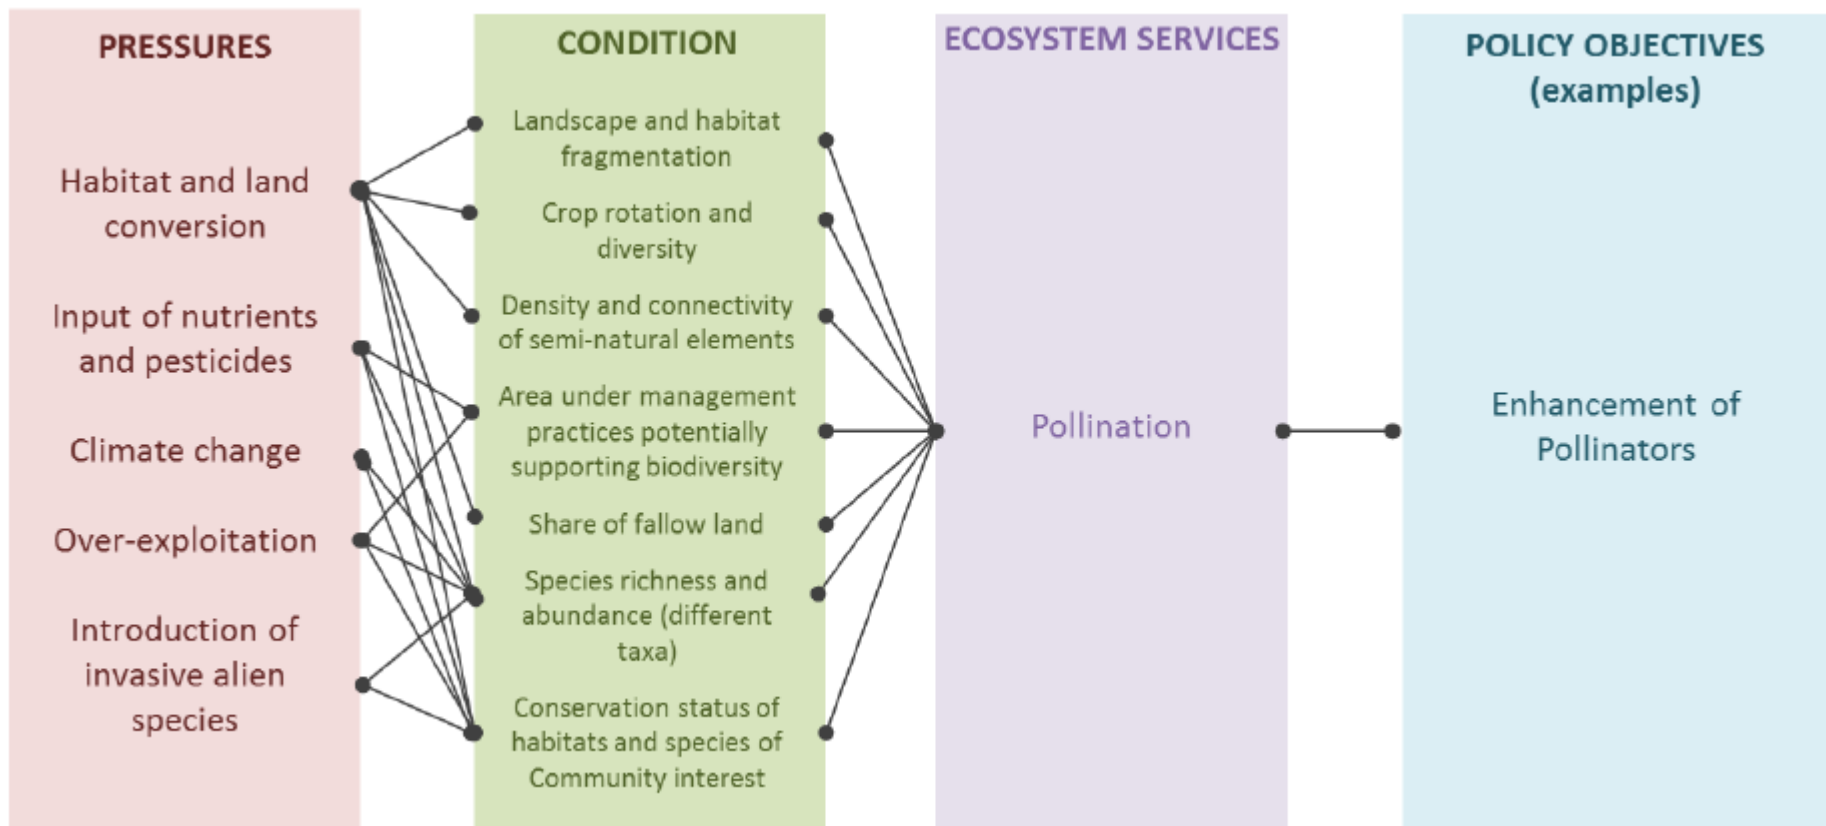 PRESSURES
Habitat and land
conversion
Input of nutrients
and pesticides
Climate change
Over-exploitation
Introduction of
invasive alien
species
CONDITION
Landscape and habitat
fragmentation
Crop rotation and
diversity
Density and connectivity
of semi-natural elements
Area under management
practices potentially
supporting biodiversity
Share of fallow land
Species richness and
abundance (different
taxa)
Conservation status of
habitats and species of
Community interest
ECOSYSTEM SERVICES
Pollination
POLICY OBJECTIVES
(examples)
Enhancement of
Pollinators